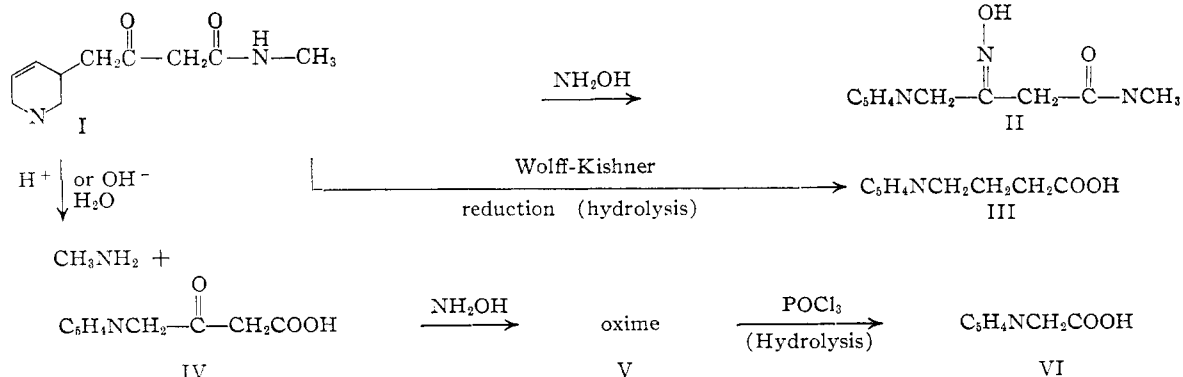 O O H
CH₂C—CH₂C—N—CH₃
N
I
NH₂OH
OH
N O
C₅H₄NCH₂—C—CH₂—C—NCH₃
II
H⁺ or OH⁻
H₂O
Wolff-Kishner
reduction (hydrolysis)
C₅H₄NCH₂CH₂CH₂COOH
III
CH₃NH₂ +
O
C₅H₄NCH₂—C—CH₂COOH
IV
NH₂OH
oxime
V
POCl₃
(Hydrolysis)
C₅H₄NCH₂COOH
VI